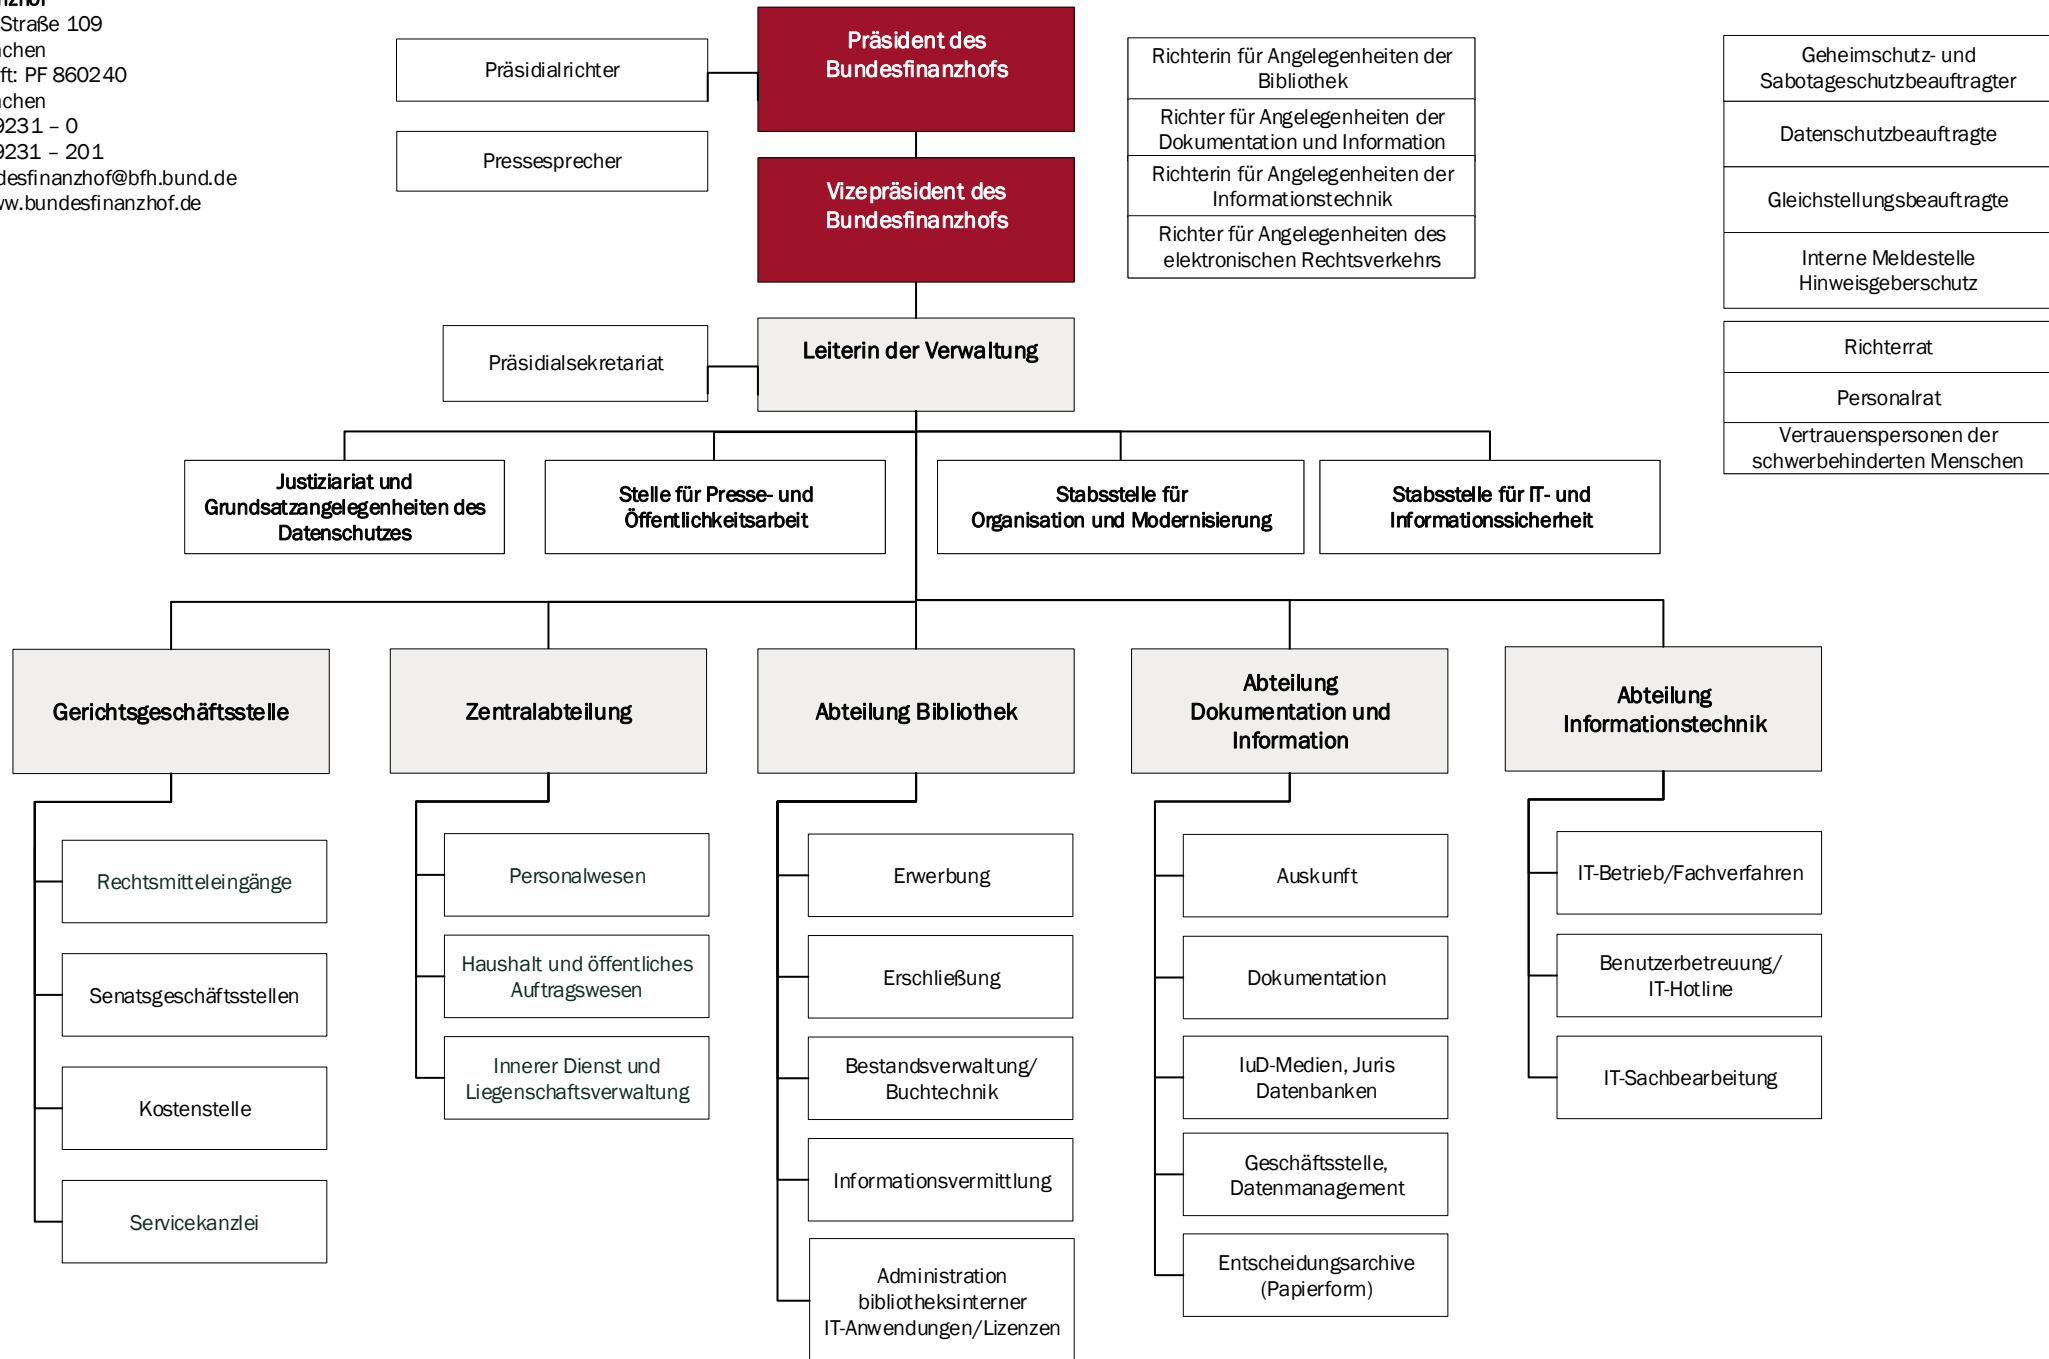 Straße 109
PF 860240
9231 – 0
9231 – 201
@bfh.bund.de
.bundesfinanzhof.de
Präsidialrichter
Pressesprecher
Präsident des
Bundesfinanzhofs
Vizepräsident des
Bundesfinanzhofs
Richterin für Angelegenheiten der
Bibliothek
Richter für Angelegenheiten der
Dokumentation und Information
Richterin für Angelegenheiten der
Informationstechnik
Richter für Angelegenheiten des
elektronischen Rechtsverkehrs
Geheimschutz- und
Sabotageschutzbeauftragter
Datenschutzbeauftragte
Gleichstellungsbeauftragte
Interne Meldestelle
Hinweisgeberschutz
Richterrat
Personalrat
Vertrauenspersonen der
schwerbehinderten Menschen
Präsidialsekretariat
Leiterin der Verwaltung
Justiziariat und
Grundsatzangelegenheiten des
Datenschutzes
Stelle für Presse- und
Öffentlichkeitsarbeit
Stabsstelle für
Organisation und Modernisierung
Stabsstelle für IT- und
Informationssicherheit
Gerichtsgeschäftsstelle
Rechtsmitteleingänge
Senatsgeschäftsstellen
Kostenstelle
Servicekanzlei
Zentralabteilung
Personalwesen
Haushalt und öffentliches
Auftragswesen
Innerer Dienst und
Liegenschaftsverwaltung
Abteilung Bibliothek
Erwerbung
Erschließung
Bestandsverwaltung/
Buchtechnik
Informationsvermittlung
Administration
bibliotheksinterner
IT-Anwendungen/Lizenzen
Abteilung
Dokumentation und
Information
Auskunft
Dokumentation
IuD-Medien, Juris
Datenbanken
Geschäftsstelle,
Datenmanagement
Entscheidungsarchive
(Papierform)
Abteilung
Informationstechnik
IT-Betrieb/Fachverfahren
Benutzerbetreuung/
IT-Hotline
IT-Sachbearbeitung